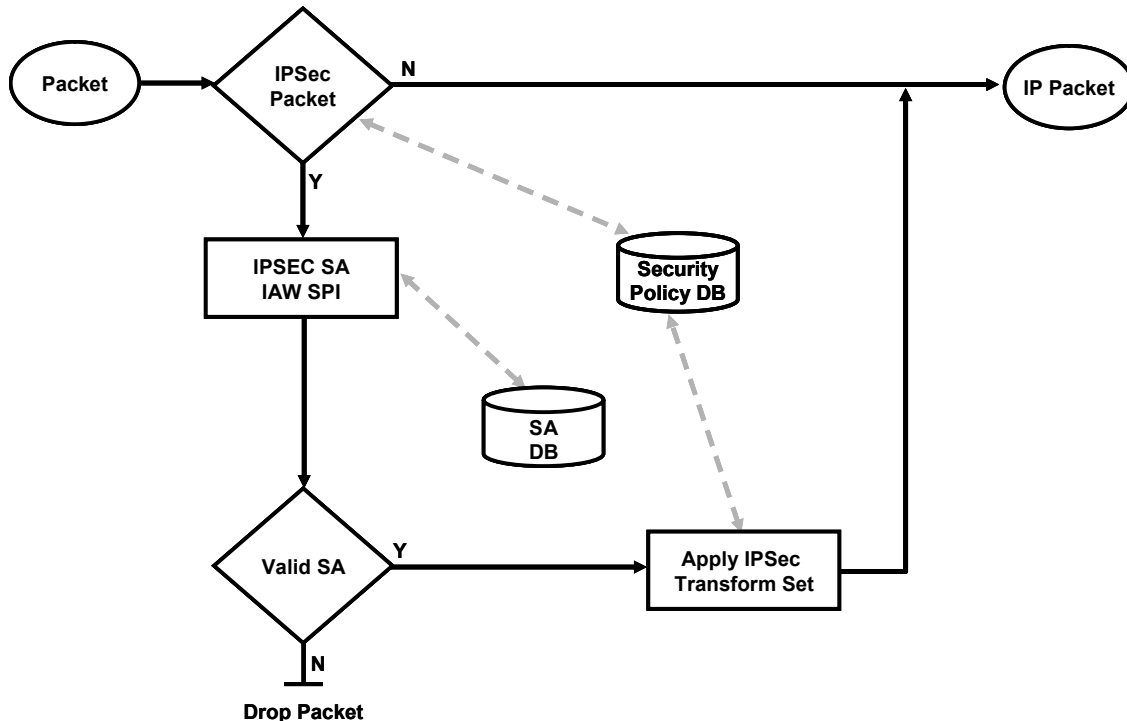 Packet
IPSec
Packet
N
IP Packet
Y
IPSEC SA
IAW SPI
Security
Policy DB
SA
DB
Valid SA
Y
Apply IPSec
Transform Set
N
Drop Packet